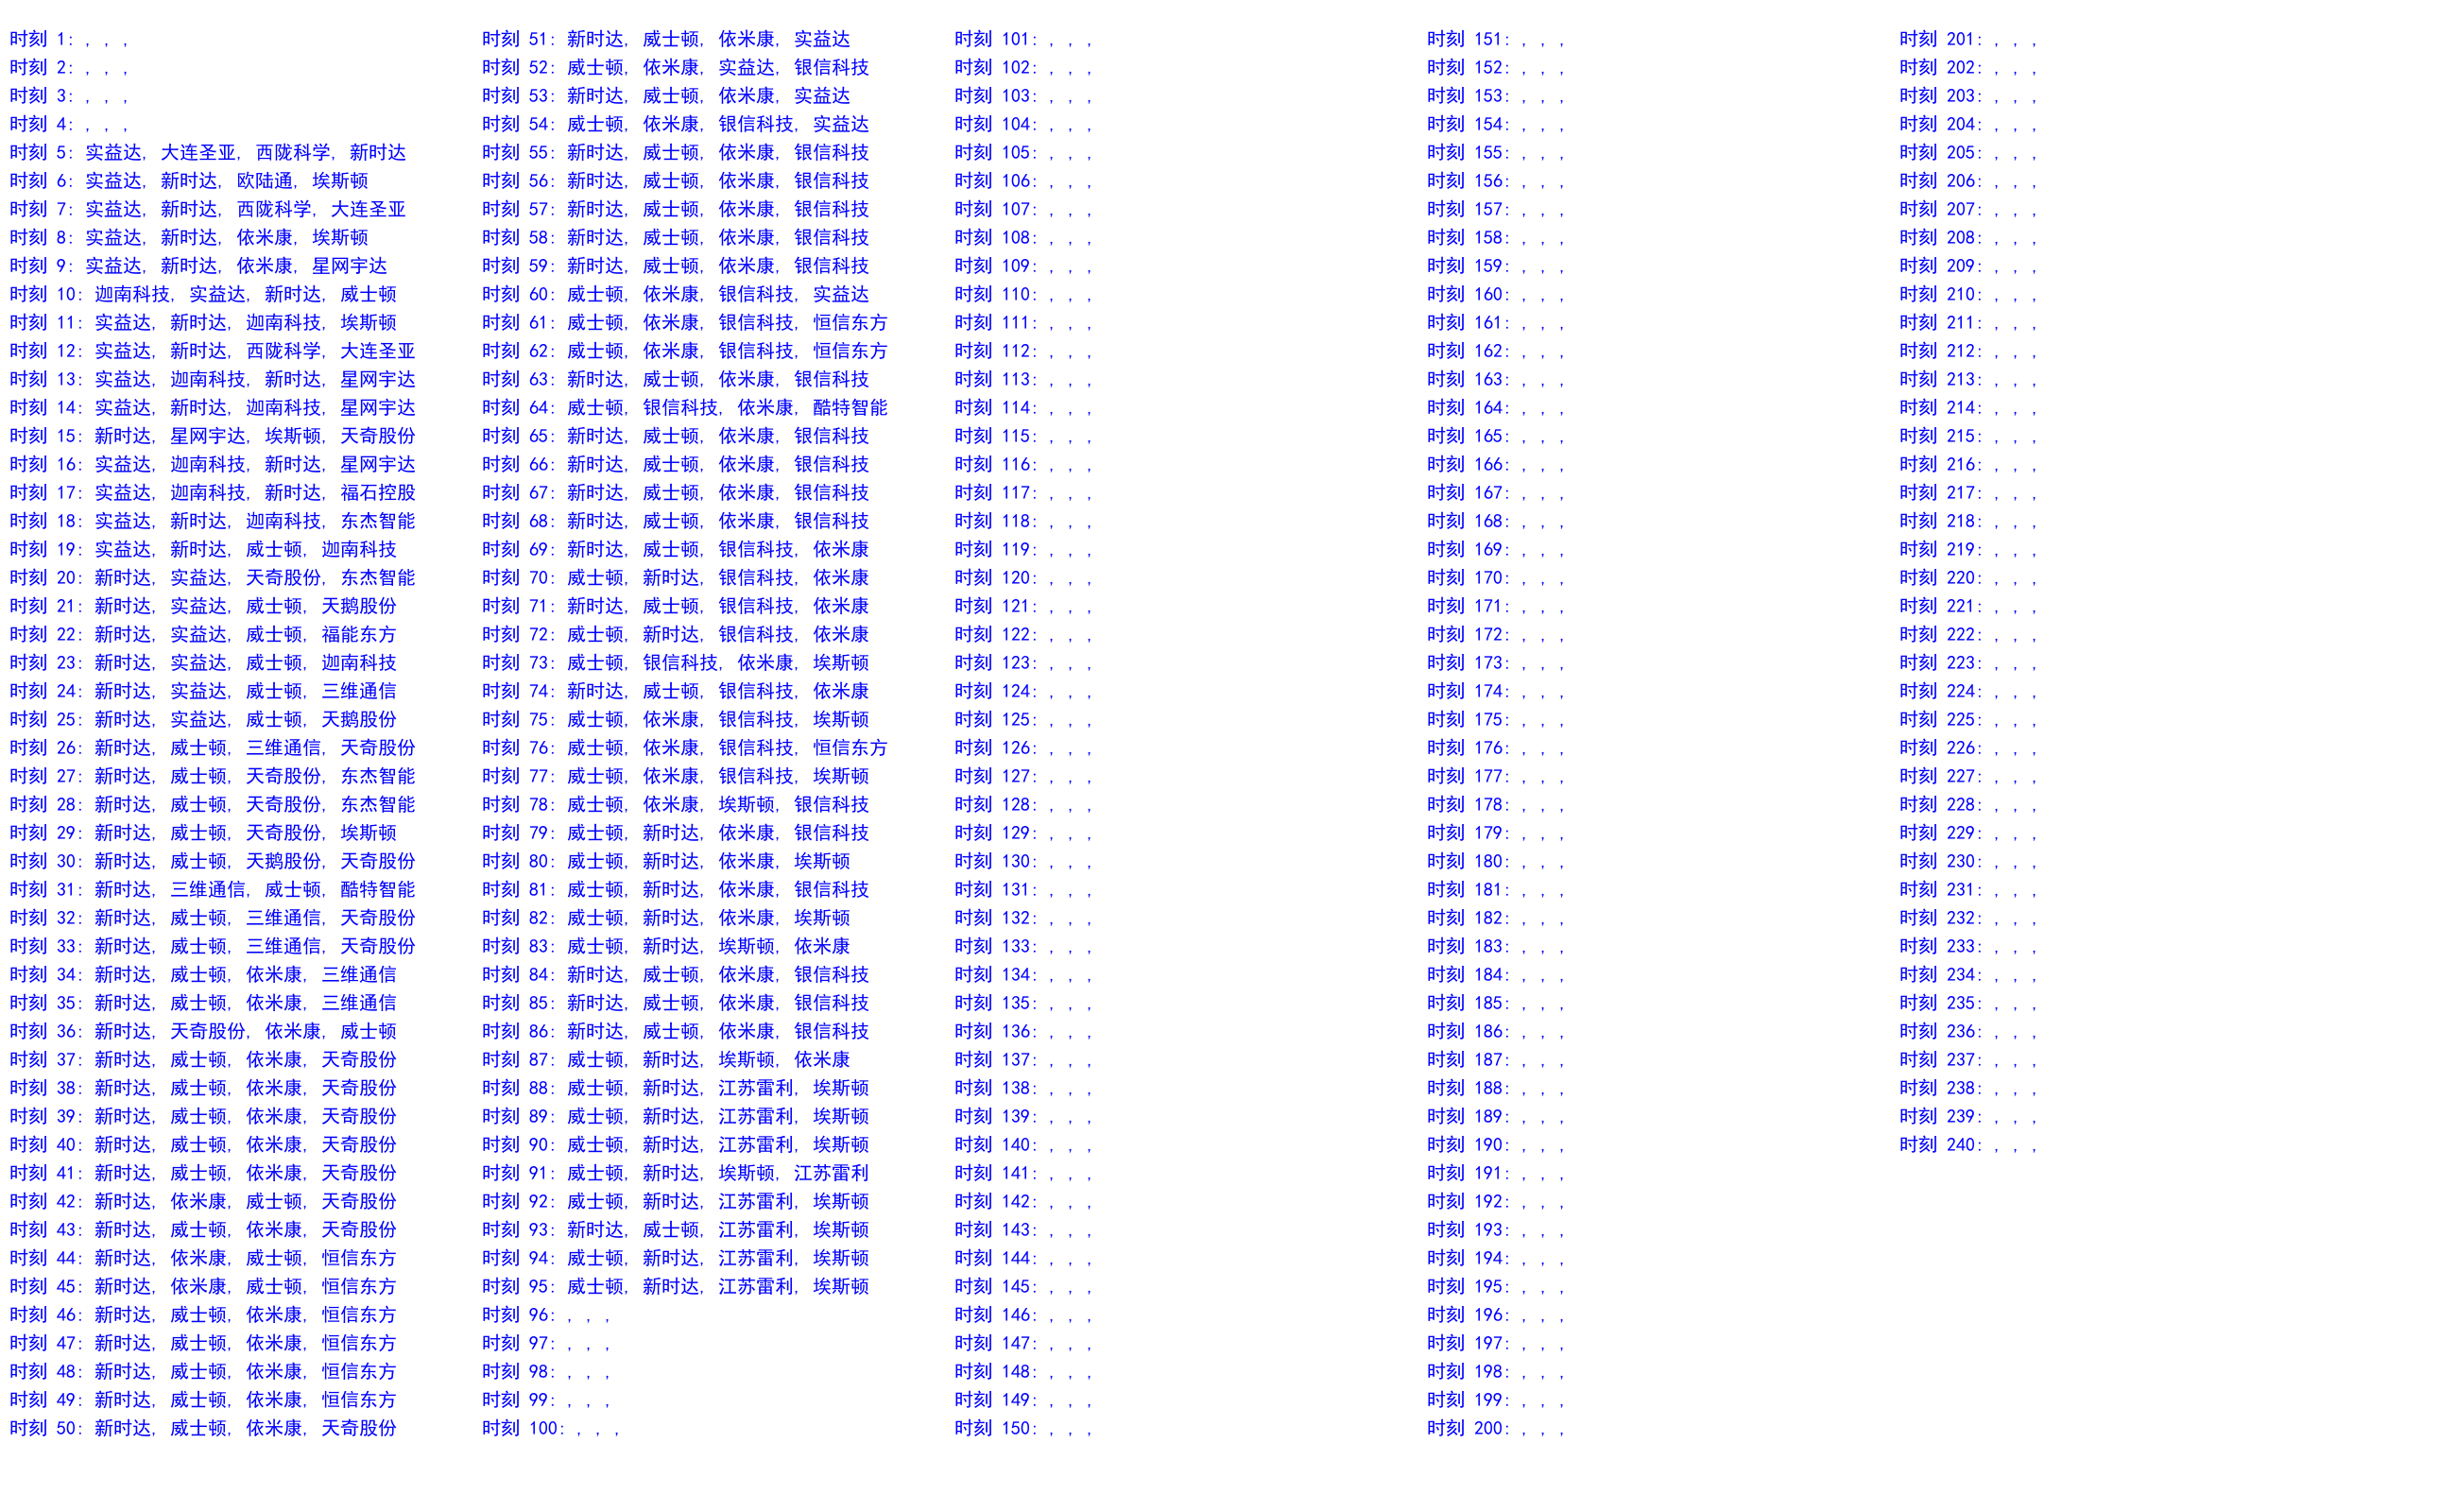 时刻 1: , , ,
时刻 2: , , ,
时刻 3: , , ,
时刻 4: , , ,
时刻 5: 实益达, 大连圣亚, 西陇科学, 新时达
时刻 6: 实益达, 新时达, 欧陆通, 埃斯顿
时刻 7: 实益达, 新时达, 西陇科学, 大连圣亚
时刻 8: 实益达, 新时达, 依米康, 埃斯顿
时刻 9: 实益达, 新时达, 依米康, 星网宇达
时刻 10: 迦南科技, 实益达, 新时达, 威士顿
时刻 11: 实益达, 新时达, 迦南科技, 埃斯顿
时刻 12: 实益达, 新时达, 西陇科学, 大连圣亚
时刻 13: 实益达, 迦南科技, 新时达, 星网宇达
时刻 14: 实益达, 新时达, 迦南科技, 星网宇达
时刻 15: 新时达, 星网宇达, 埃斯顿, 天奇股份
时刻 16: 实益达, 迦南科技, 新时达, 星网宇达
时刻 17: 实益达, 迦南科技, 新时达, 福石控股
时刻 18: 实益达, 新时达, 迦南科技, 东杰智能
时刻 19: 实益达, 新时达, 威士顿, 迦南科技
时刻 20: 新时达, 实益达, 天奇股份, 东杰智能
时刻 21: 新时达, 实益达, 威士顿, 天鹅股份
时刻 22: 新时达, 实益达, 威士顿, 福能东方
时刻 23: 新时达, 实益达, 威士顿, 迦南科技
时刻 24: 新时达, 实益达, 威士顿, 三维通信
时刻 25: 新时达, 实益达, 威士顿, 天鹅股份
时刻 26: 新时达, 威士顿, 三维通信, 天奇股份
时刻 27: 新时达, 威士顿, 天奇股份, 东杰智能
时刻 28: 新时达, 威士顿, 天奇股份, 东杰智能
时刻 29: 新时达, 威士顿, 天奇股份, 埃斯顿
时刻 30: 新时达, 威士顿, 天鹅股份, 天奇股份
时刻 31: 新时达, 三维通信, 威士顿, 酷特智能
时刻 32: 新时达, 威士顿, 三维通信, 天奇股份
时刻 33: 新时达, 威士顿, 三维通信, 天奇股份
时刻 34: 新时达, 威士顿, 依米康, 三维通信
时刻 35: 新时达, 威士顿, 依米康, 三维通信
时刻 36: 新时达, 天奇股份, 依米康, 威士顿
时刻 37: 新时达, 威士顿, 依米康, 天奇股份
时刻 38: 新时达, 威士顿, 依米康, 天奇股份
时刻 39: 新时达, 威士顿, 依米康, 天奇股份
时刻 40: 新时达, 威士顿, 依米康, 天奇股份
时刻 41: 新时达, 威士顿, 依米康, 天奇股份
时刻 42: 新时达, 依米康, 威士顿, 天奇股份
时刻 43: 新时达, 威士顿, 依米康, 天奇股份
时刻 44: 新时达, 依米康, 威士顿, 恒信东方
时刻 45: 新时达, 依米康, 威士顿, 恒信东方
时刻 46: 新时达, 威士顿, 依米康, 恒信东方
时刻 47: 新时达, 威士顿, 依米康, 恒信东方
时刻 48: 新时达, 威士顿, 依米康, 恒信东方
时刻 49: 新时达, 威士顿, 依米康, 恒信东方
时刻 50: 新时达, 威士顿, 依米康, 天奇股份
时刻 51: 新时达, 威士顿, 依米康, 实益达
时刻 52: 威士顿, 依米康, 实益达, 银信科技
时刻 53: 新时达, 威士顿, 依米康, 实益达
时刻 54: 威士顿, 依米康, 银信科技, 实益达
时刻 55: 新时达, 威士顿, 依米康, 银信科技
时刻 56: 新时达, 威士顿, 依米康, 银信科技
时刻 57: 新时达, 威士顿, 依米康, 银信科技
时刻 58: 新时达, 威士顿, 依米康, 银信科技
时刻 59: 新时达, 威士顿, 依米康, 银信科技
时刻 60: 威士顿, 依米康, 银信科技, 实益达
时刻 61: 威士顿, 依米康, 银信科技, 恒信东方
时刻 62: 威士顿, 依米康, 银信科技, 恒信东方
时刻 63: 新时达, 威士顿, 依米康, 银信科技
时刻 64: 威士顿, 银信科技, 依米康, 酷特智能
时刻 65: 新时达, 威士顿, 依米康, 银信科技
时刻 66: 新时达, 威士顿, 依米康, 银信科技
时刻 67: 新时达, 威士顿, 依米康, 银信科技
时刻 68: 新时达, 威士顿, 依米康, 银信科技
时刻 69: 新时达, 威士顿, 银信科技, 依米康
时刻 70: 威士顿, 新时达, 银信科技, 依米康
时刻 71: 新时达, 威士顿, 银信科技, 依米康
时刻 72: 威士顿, 新时达, 银信科技, 依米康
时刻 73: 威士顿, 银信科技, 依米康, 埃斯顿
时刻 74: 新时达, 威士顿, 银信科技, 依米康
时刻 75: 威士顿, 依米康, 银信科技, 埃斯顿
时刻 76: 威士顿, 依米康, 银信科技, 恒信东方
时刻 77: 威士顿, 依米康, 银信科技, 埃斯顿
时刻 78: 威士顿, 依米康, 埃斯顿, 银信科技
时刻 79: 威士顿, 新时达, 依米康, 银信科技
时刻 80: 威士顿, 新时达, 依米康, 埃斯顿
时刻 81: 威士顿, 新时达, 依米康, 银信科技
时刻 82: 威士顿, 新时达, 依米康, 埃斯顿
时刻 83: 威士顿, 新时达, 埃斯顿, 依米康
时刻 84: 新时达, 威士顿, 依米康, 银信科技
时刻 85: 新时达, 威士顿, 依米康, 银信科技
时刻 86: 新时达, 威士顿, 依米康, 银信科技
时刻 87: 威士顿, 新时达, 埃斯顿, 依米康
时刻 88: 威士顿, 新时达, 江苏雷利, 埃斯顿
时刻 89: 威士顿, 新时达, 江苏雷利, 埃斯顿
时刻 90: 威士顿, 新时达, 江苏雷利, 埃斯顿
时刻 91: 威士顿, 新时达, 埃斯顿, 江苏雷利
时刻 92: 威士顿, 新时达, 江苏雷利, 埃斯顿
时刻 93: 新时达, 威士顿, 江苏雷利, 埃斯顿
时刻 94: 威士顿, 新时达, 江苏雷利, 埃斯顿
时刻 95: 威士顿, 新时达, 江苏雷利, 埃斯顿
时刻 96: , , ,
时刻 97: , , ,
时刻 98: , , ,
时刻 99: , , ,
时刻 100: , , ,
时刻 101: , , ,
时刻 102: , , ,
时刻 103: , , ,
时刻 104: , , ,
时刻 105: , , ,
时刻 106: , , ,
时刻 107: , , ,
时刻 108: , , ,
时刻 109: , , ,
时刻 110: , , ,
时刻 111: , , ,
时刻 112: , , ,
时刻 113: , , ,
时刻 114: , , ,
时刻 115: , , ,
时刻 116: , , ,
时刻 117: , , ,
时刻 118: , , ,
时刻 119: , , ,
时刻 120: , , ,
时刻 121: , , ,
时刻 122: , , ,
时刻 123: , , ,
时刻 124: , , ,
时刻 125: , , ,
时刻 126: , , ,
时刻 127: , , ,
时刻 128: , , ,
时刻 129: , , ,
时刻 130: , , ,
时刻 131: , , ,
时刻 132: , , ,
时刻 133: , , ,
时刻 134: , , ,
时刻 135: , , ,
时刻 136: , , ,
时刻 137: , , ,
时刻 138: , , ,
时刻 139: , , ,
时刻 140: , , ,
时刻 141: , , ,
时刻 142: , , ,
时刻 143: , , ,
时刻 144: , , ,
时刻 145: , , ,
时刻 146: , , ,
时刻 147: , , ,
时刻 148: , , ,
时刻 149: , , ,
时刻 150: , , ,
时刻 151: , , ,
时刻 152: , , ,
时刻 153: , , ,
时刻 154: , , ,
时刻 155: , , ,
时刻 156: , , ,
时刻 157: , , ,
时刻 158: , , ,
时刻 159: , , ,
时刻 160: , , ,
时刻 161: , , ,
时刻 162: , , ,
时刻 163: , , ,
时刻 164: , , ,
时刻 165: , , ,
时刻 166: , , ,
时刻 167: , , ,
时刻 168: , , ,
时刻 169: , , ,
时刻 170: , , ,
时刻 171: , , ,
时刻 172: , , ,
时刻 173: , , ,
时刻 174: , , ,
时刻 175: , , ,
时刻 176: , , ,
时刻 177: , , ,
时刻 178: , , ,
时刻 179: , , ,
时刻 180: , , ,
时刻 181: , , ,
时刻 182: , , ,
时刻 183: , , ,
时刻 184: , , ,
时刻 185: , , ,
时刻 186: , , ,
时刻 187: , , ,
时刻 188: , , ,
时刻 189: , , ,
时刻 190: , , ,
时刻 191: , , ,
时刻 192: , , ,
时刻 193: , , ,
时刻 194: , , ,
时刻 195: , , ,
时刻 196: , , ,
时刻 197: , , ,
时刻 198: , , ,
时刻 199: , , ,
时刻 200: , , ,
时刻 201: , , ,
时刻 202: , , ,
时刻 203: , , ,
时刻 204: , , ,
时刻 205: , , ,
时刻 206: , , ,
时刻 207: , , ,
时刻 208: , , ,
时刻 209: , , ,
时刻 210: , , ,
时刻 211: , , ,
时刻 212: , , ,
时刻 213: , , ,
时刻 214: , , ,
时刻 215: , , ,
时刻 216: , , ,
时刻 217: , , ,
时刻 218: , , ,
时刻 219: , , ,
时刻 220: , , ,
时刻 221: , , ,
时刻 222: , , ,
时刻 223: , , ,
时刻 224: , , ,
时刻 225: , , ,
时刻 226: , , ,
时刻 227: , , ,
时刻 228: , , ,
时刻 229: , , ,
时刻 230: , , ,
时刻 231: , , ,
时刻 232: , , ,
时刻 233: , , ,
时刻 234: , , ,
时刻 235: , , ,
时刻 236: , , ,
时刻 237: , , ,
时刻 238: , , ,
时刻 239: , , ,
时刻 240: , , ,